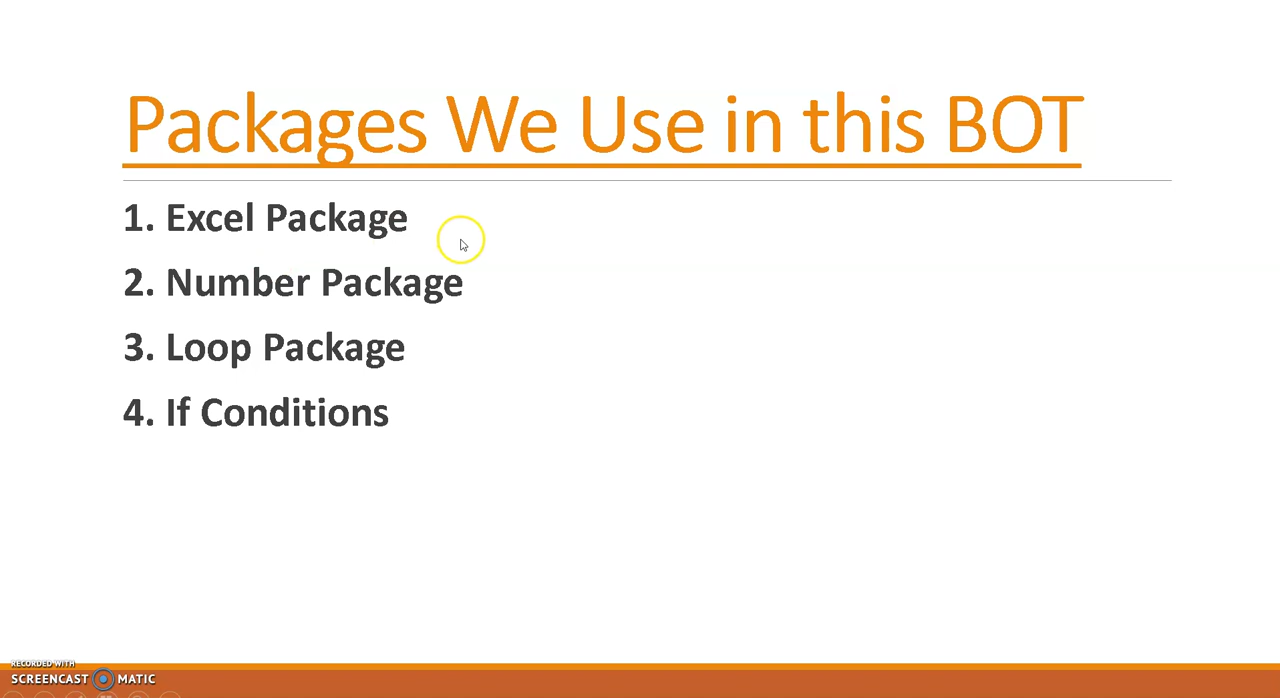 Packages We Use in this BOT
1. Excel Package
2. Number Package
3. Loop Package
4. If Conditions
RECORDED WITH
SCREENCAST MATIC